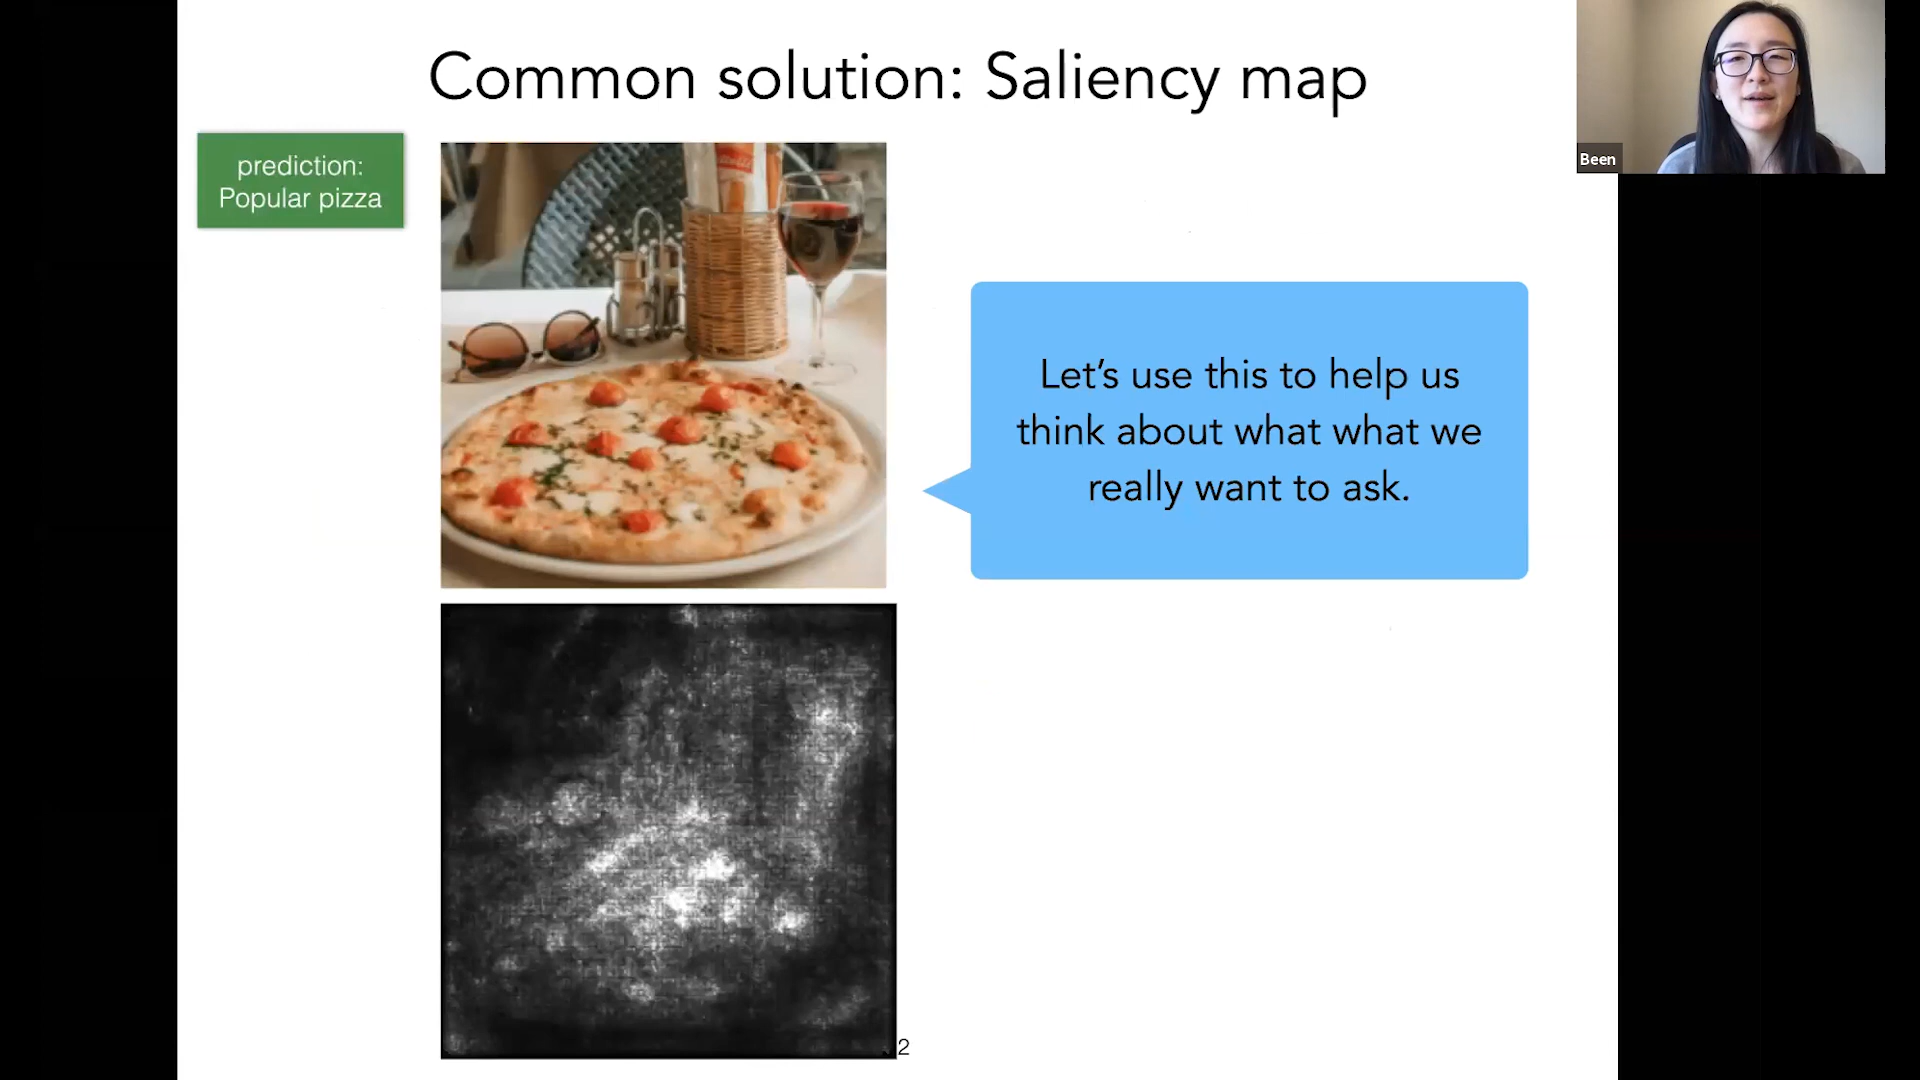 Common solution: Saliency map
prediction:
Popular pizza
Been
Let's use this to help us
think about what what we
really want to ask.
2